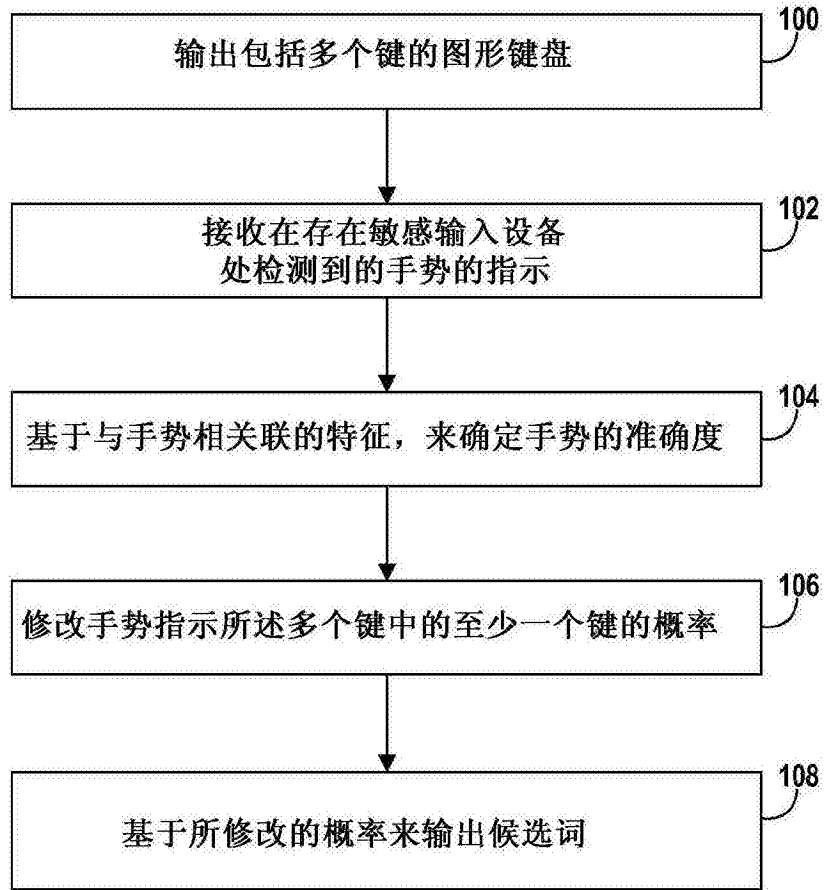 100
输出包括多个键的图形键盘
102
接收在存在敏感输入设备
处检测到的手势的指示
104
基于与手势相关联的特征，来确定手势的准确度
106
修改手势指示所述多个键中的至少一个键的概率
108
基于所修改的概率来输出候选词